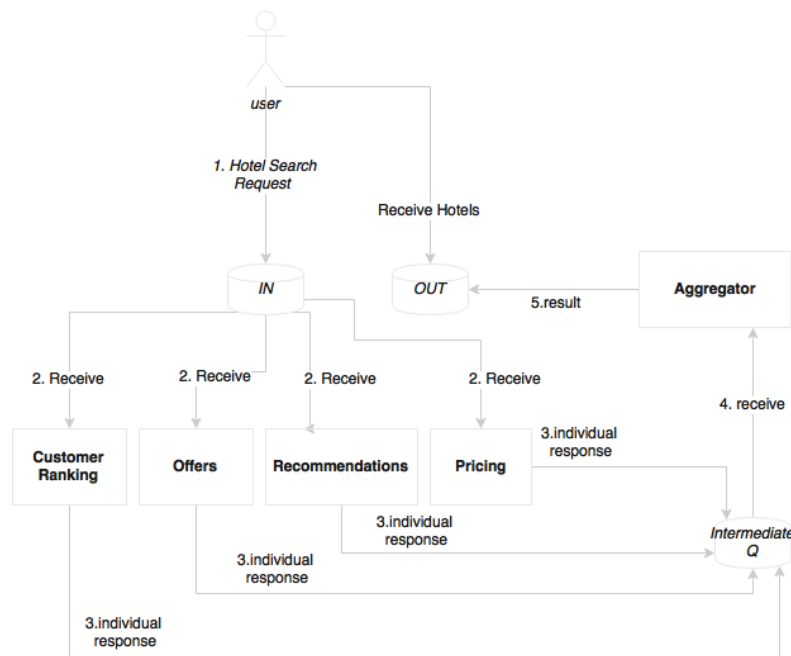 user
1. Hotel Search
Request
Receive Hotels
IN
OUT
Aggregator
5.result
2. Receive
2. Receive
2. Receive
2. Receive
4. receive
Customer
Ranking
Offers
Recommendations
Pricing
3.individual
response
3.individual
response
Intermediate
Q
3.individual
response
3.individual
response